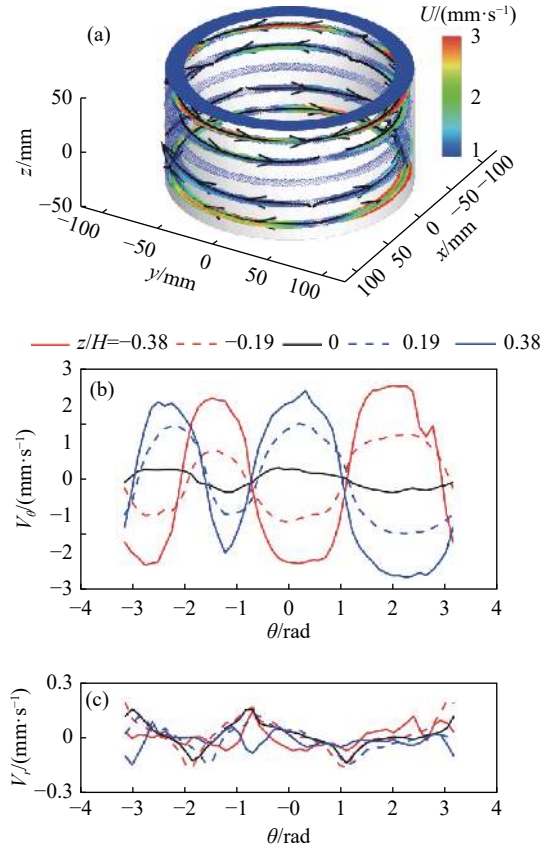 (a)
U/(mm·s⁻¹)
3
2
1
50
0
−50
z/mm
−100
−50
0
50
100
y/mm
100
50
0
−50
−100
x/mm
z/H=−0.38 −0.19 0 0.19 0.38
(b)
3
2
1
0
−1
−2
3
Vθ/(mm·s⁻¹)
−4 −3 −2 −1 0 1 2 3 4
θ/rad
(c)
0.3
0
−0.3
Vr/(mm·s⁻¹)
−4 −3 −2 −1 −0 1 2 3 4
θ/rad